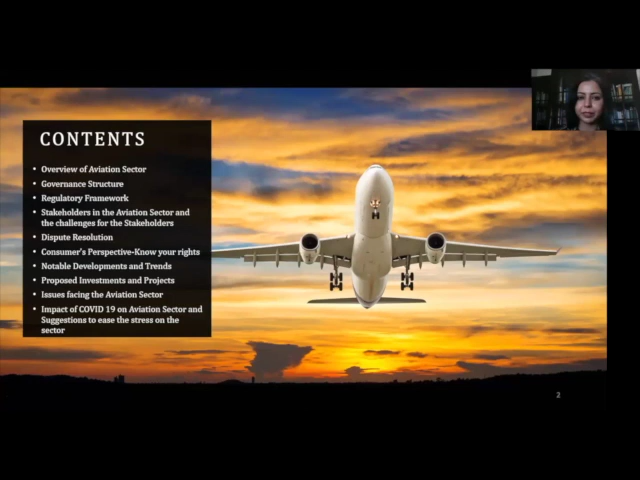 CONTENTS
• Overview of Aviation Sector
• Governance Structure
• Regulatory Framework
• Stakeholders in the Aviation Sector and
the challenges for the Stakeholders
• Dispute Resolution
• Consumer's Perspective-Know your rights
• Notable Developments and Trends
• Proposed Investments and Projects
• Issues facing the Aviation Sector
• Impact of COVID 19 on Aviation Sector and
Suggestions to ease the stress on the
sector
2